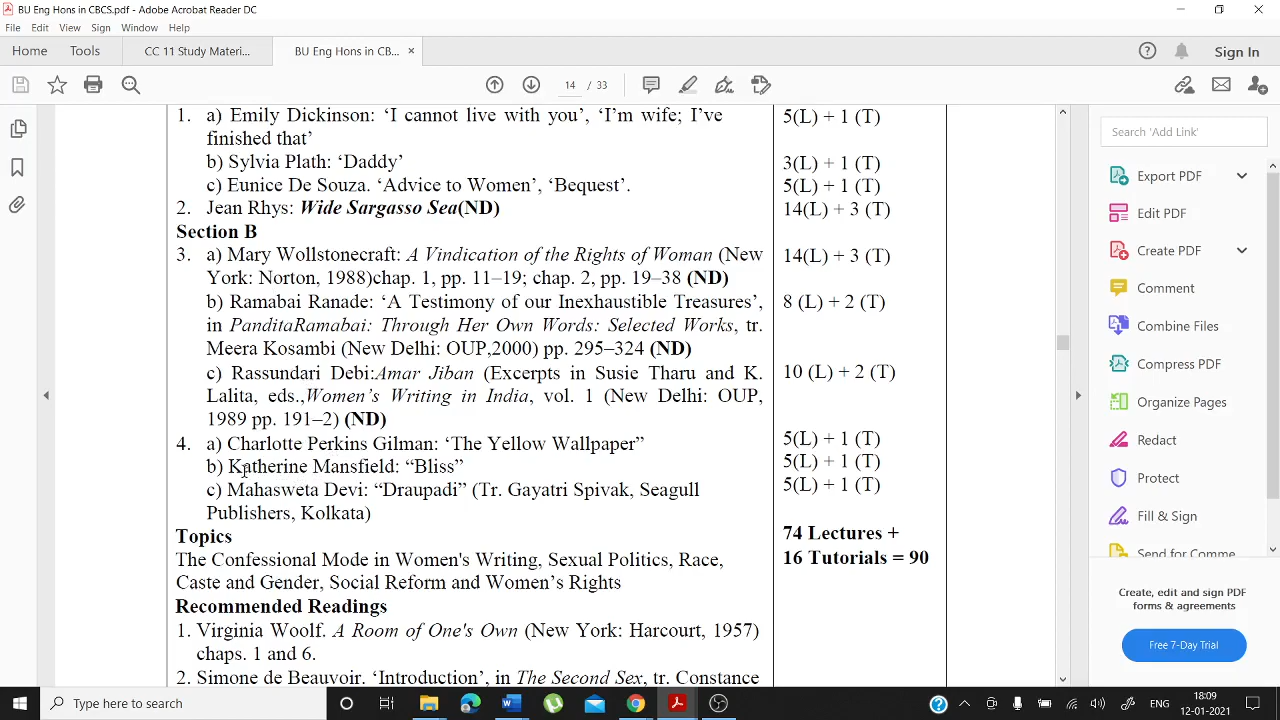 BU Eng Hons in CBCS.pdf - Adobe Acrobat Reader DC
File Edit View Sign Window Help
Home Tools CC 11 Study Materi... BU Eng Hons in CBC... × Sign In
14 / 33
1. a) Emily Dickinson: ‘I cannot live with you’, ‘I’m wife; I’ve 5(L) + 1 (T)
finished that’
b) Sylvia Plath: ‘Daddy’ 3(L) + 1 (T)
c) Eunice De Souza. ‘Advice to Women’, ‘Bequest’. 5(L) + 1 (T)
2. Jean Rhys: Wide Sargasso Sea(ND) 14(L) + 3 (T)
Section B
3. a) Mary Wollstonecraft: A Vindication of the Rights of Woman (New 14(L) + 3 (T)
York: Norton, 1988)chap. 1, pp. 11–19; chap. 2, pp. 19–38 (ND)
b) Ramabai Ranade: ‘A Testimony of our Inexhaustible Treasures’, 8 (L) + 2 (T)
in PanditaRamabai: Through Her Own Words: Selected Works, tr.
Meera Kosambi (New Delhi: OUP,2000) pp. 295–324 (ND)
c) Rassundari Debi:Amar Jiban (Excerpts in Susie Tharu and K. 10 (L) + 2 (T)
Lalita, eds.,Women’s Writing in India, vol. 1 (New Delhi: OUP,
1989 pp. 191–2) (ND)
4. a) Charlotte Perkins Gilman: ‘The Yellow Wallpaper” 5(L) + 1 (T)
b) Katherine Mansfield: “Bliss” 5(L) + 1 (T)
c) Mahasweta Devi: “Draupadi” (Tr. Gayatri Spivak, Seagull 5(L) + 1 (T)
Publishers, Kolkata)
Topics 74 Lectures +
16 Tutorials = 90
The Confessional Mode in Women's Writing, Sexual Politics, Race,
Caste and Gender, Social Reform and Women’s Rights
Recommended Readings
1. Virginia Woolf. A Room of One's Own (New York: Harcourt, 1957)
chaps. 1 and 6.
2. Simone de Beauvoir. ‘Introduction’, in The Second Sex, tr. Constance
Search 'Add Link'
Export PDF
Edit PDF
Create PDF
Comment
Combine Files
Compress PDF
Organize Pages
Redact
Protect
Fill & Sign
Send for Comme
Create, edit and sign PDF
forms & agreements
Free 7-Day Trial
Type here to search
ENG
18:09
12-01-2021